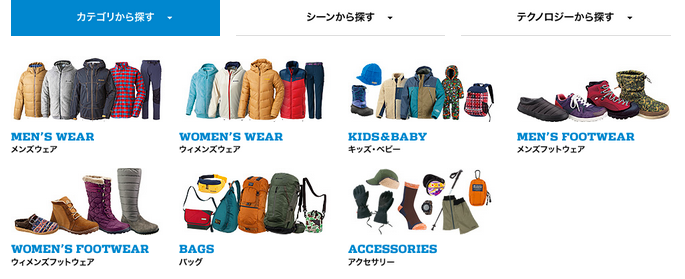 カテゴリから探す
シーンから探す
テクノロジーから探す
MEN'S WEAR
メンズウェア
WOMEN'S WEAR
ウィメンズウェア
KIDS&BABY
キッズ・ベビー
MEN'S FOOTWEAR
メンズフットウェア
WOMEN'S FOOTWEAR
ウィメンズフットウェア
BAGS
バッグ
ACCESSORIES
アクセサリー